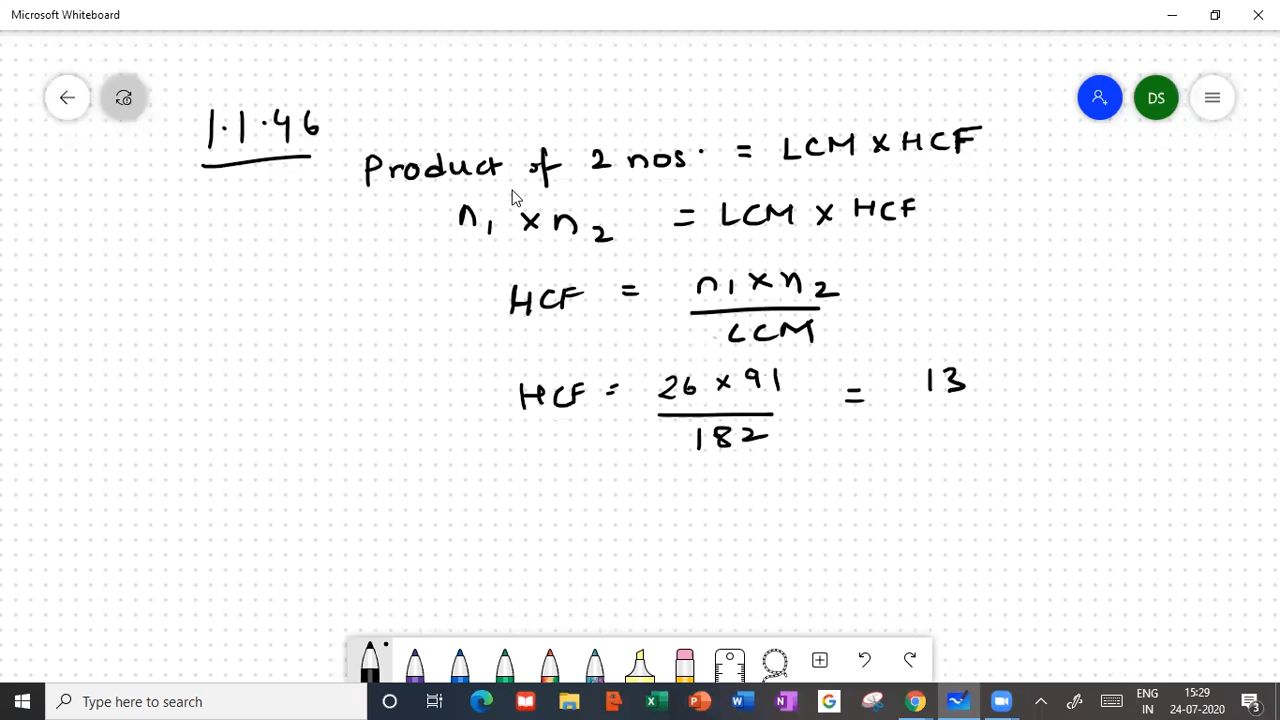 Microsoft Whiteboard
DS
1.1.46
Product of 2 nos. = LCM × HCF
n1 × n2 = LCM × HCF
HCF = n1 × n2
LCM
HCF = 26 × 91 = 13
182
Type here to search
ENG
IN
15:29
24-07-2020
3